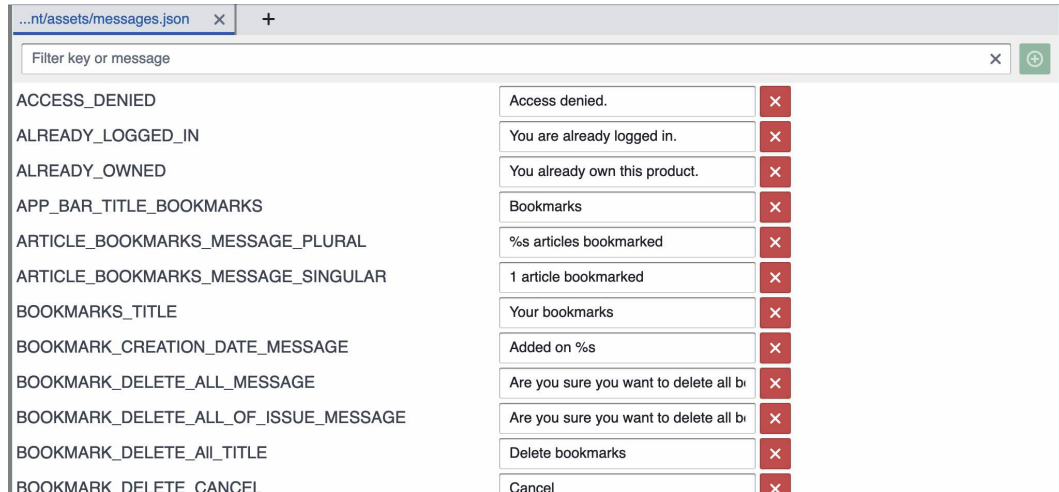 ...nt/assets/messages.json
Filter key or message
ACCESS_DENIED Access denied.
ALREADY_LOGGED_IN You are already logged in.
ALREADY_OWNED You already own this product.
APP_BAR_TITLE_BOOKMARKS Bookmarks
ARTICLE_BOOKMARKS_MESSAGE_PLURAL %s articles bookmarked
ARTICLE_BOOKMARKS_MESSAGE_SINGULAR 1 article bookmarked
BOOKMARKS_TITLE Your bookmarks
BOOKMARK_CREATION_DATE_MESSAGE Added on %s
BOOKMARK_DELETE_ALL_MESSAGE Are you sure you want to delete all
BOOKMARK_DELETE_ALL_OF_ISSUE_MESSAGE Are you sure you want to delete all
BOOKMARK_DELETE_All_TITLE Delete bookmarks
BOOKMARK_DELETE_CANCEL Cancel